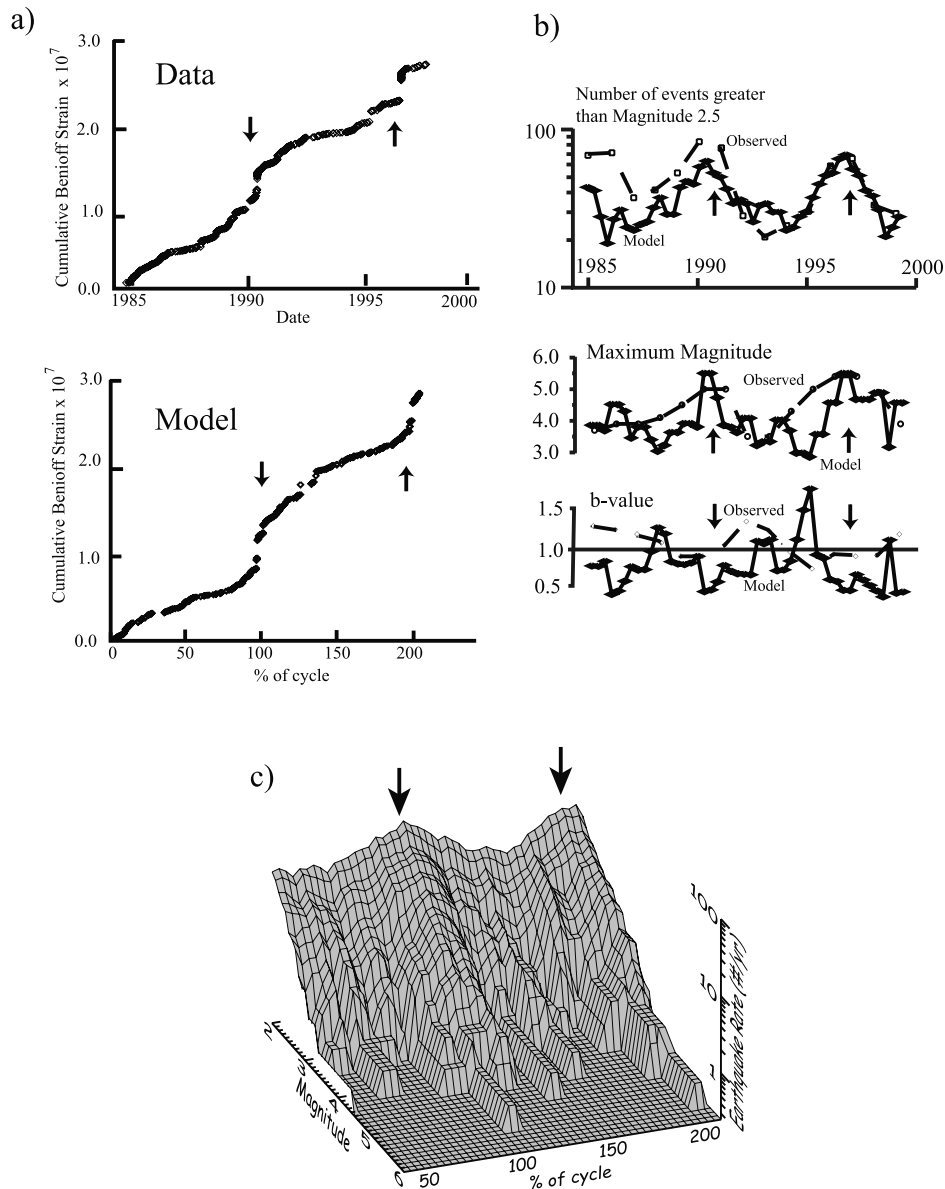 a)
Data
Cumulative Benioff Strain x 10⁷
3.0
2.0
1.0
0.0
1985
1990
1995
2000
Date
Model
Cumulative Benioff Strain x 10⁷
3.0
2.0
1.0
0.0
0
50
100
150
200
% of cycle
b)
Number of events greater
than Magnitude 2.5
100
Observed
Model
1985
1990
1995
2000
10
Maximum Magnitude
6.0
5.0
4.0
3.0
Observed
Model
b-value
1.5
1.0
0.5
Observed
Model
c)
100
10
1
Earthquake Rate (#/yr)
2
3
4
5
6
Magnitude
50
100
150
200
% of cycle